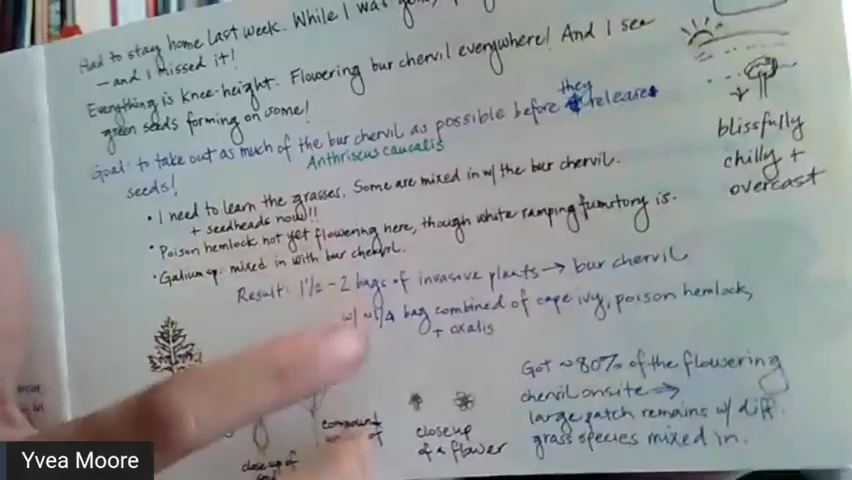 Had to stay home last week. While I was
– and I missed it!
Everything is knee-height. Flowering bur chervil everywhere! And I see
green seeds forming on some!
Goal: to take out as much of the bur chervil as possible before they release
Anthriscus caucalis
seeds!
• I need to learn the grasses. Some are mixed in w/ the bur chervil.
+ seedheads now!!
• Poison hemlock not yet flowering here, though white ramping fumitory is.
• Galium sp. mixed in with bur chervil.
Result: 1½ – 2 bags of invasive plants → bur chervil
w/ ~1/4 bag combined of cape ivy, poison hemlock,
+ oxalis
blissfully
chilly +
overcast
Got ~80% of the flowering
chervil onsite →
large patch remains w/ diff.
grass species mixed in.
close up of
compound
of
close up
of a flower
Yvea Moore